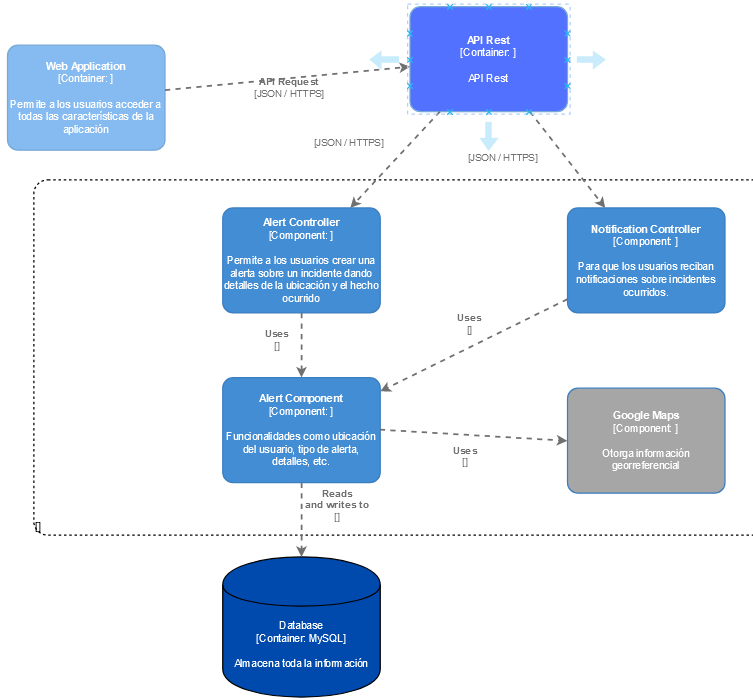 API Rest
[Container: ]
API Rest
Web Application
[Container: ]
Permite a los usuarios acceder a
todas las características de la
aplicación
API Request
[JSON / HTTPS]
[JSON / HTTPS]
[JSON / HTTPS]
Alert Controller
[Component: ]
Permite a los usuarios crear una
alerta sobre un incidente dando
detalles de la ubicación y el hecho
ocurrido
Notification Controller
[Component: ]
Para que los usuarios reciban
notificaciones sobre incidentes
ocurridos.
Uses
[]
Uses
[]
Alert Component
[Component: ]
Funcionalidades como ubicación
del usuario, tipo de alerta,
detalles, etc.
Google Maps
[Component: ]
Otorga información
georreferencial
Uses
[]
Reads
and writes to
[]
[]
Database
[Container: MySQL]
Almacena toda la información